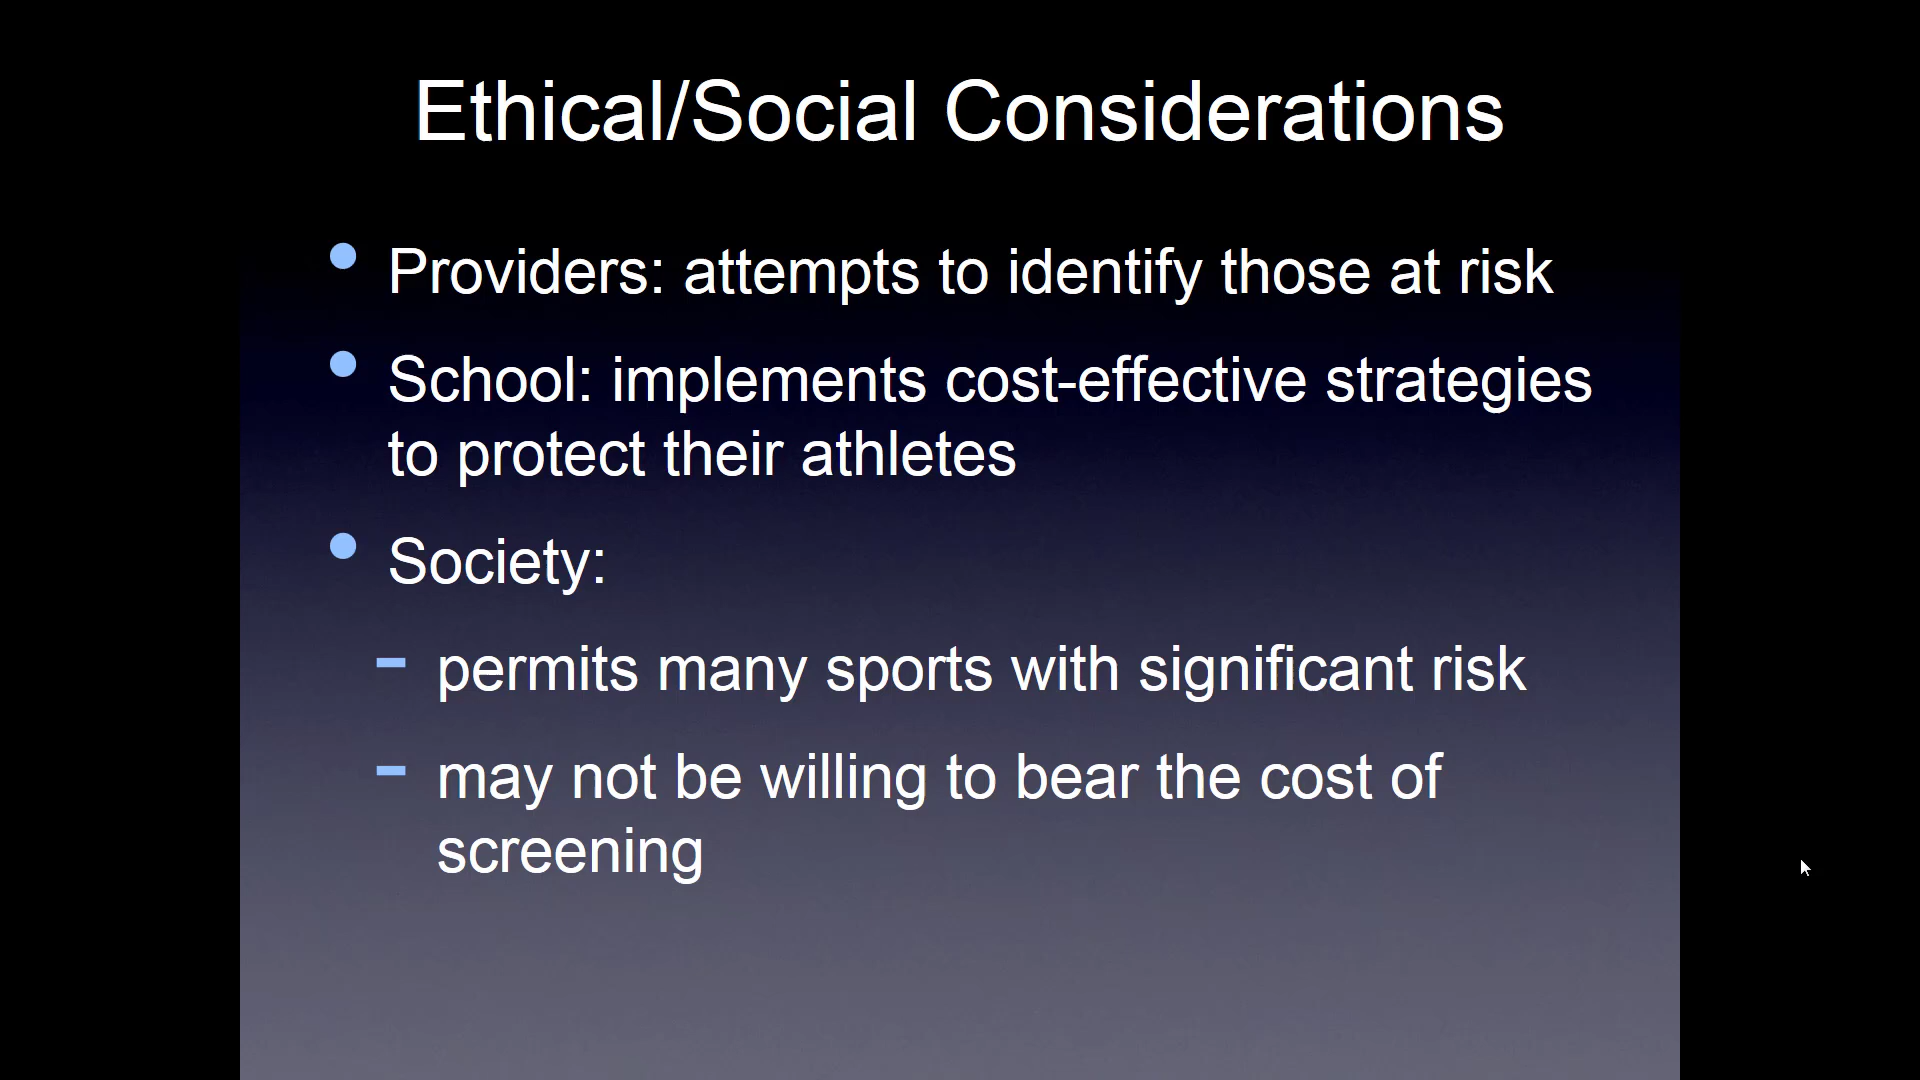 Ethical/Social Considerations
• Providers: attempts to identify those at risk
• School: implements cost-effective strategies
to protect their athletes
• Society:
- permits many sports with significant risk
- may not be willing to bear the cost of
screening